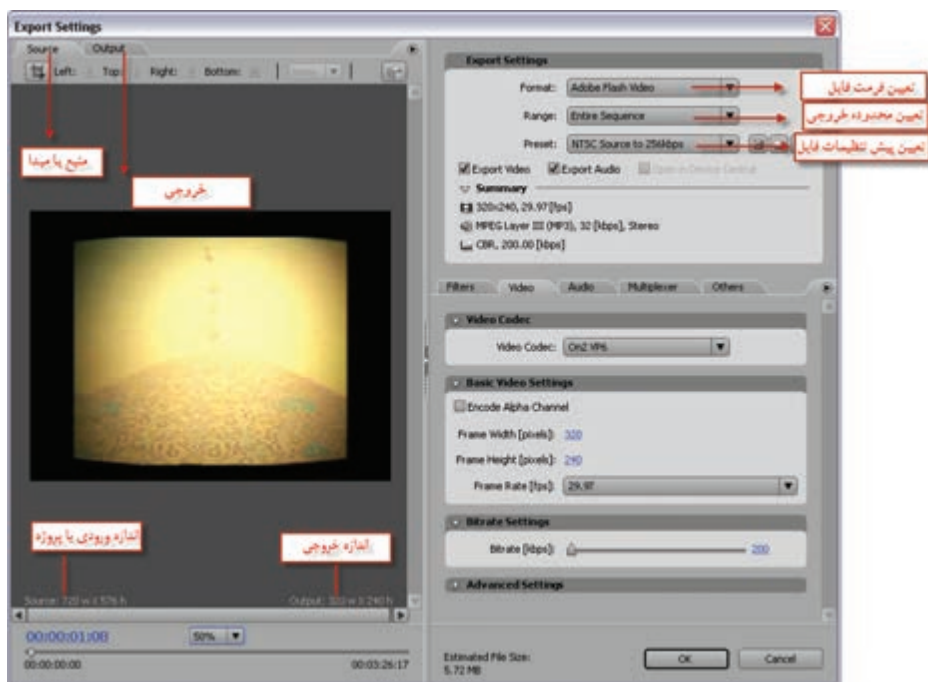 Export Settings
Source Output
Left: Top: Right: Bottom:
منبع یا مبدا
خروجی
اندازه ورودی یا پروژه
اندازه خروجی
Source: 720 w X 576 h
Output: 320 w X 240 h
00:00:01:08
50%
00:00:00:00
00:03:26:17
Export Settings
Format: Adobe Flash Video
تعیین فرمت فایل
Range: Entire Sequence
تعیین محدوده خروجی
Preset: NTSC Source to 256kbps
تعیین پیش تنظیمات فایل
Export Video Export Audio Open in Device Central
Summary
320x240, 29.97 [fps]
MPEG Layer III (MP3), 32 [kbps], Stereo
CBR, 200.00 [kbps]
Filters Video Audio Multiplexer Others
Video Codec
Video Codec: On2 VP6
Basic Video Settings
Encode Alpha Channel
Frame Width [pixels]: 320
Frame Height [pixels]: 240
Frame Rate [fps]: 29.97
Bitrate Settings
Bitrate [kbps]: 200
Advanced Settings
Estimated File Size:
5.72 MB
OK Cancel